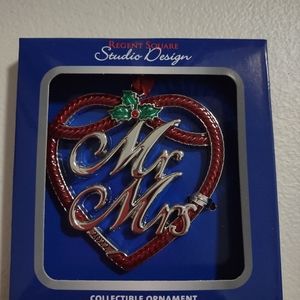 REGENT SQUARE
Studio Design
Mr
Mrs
COLLECTIBLE ORNAMENT